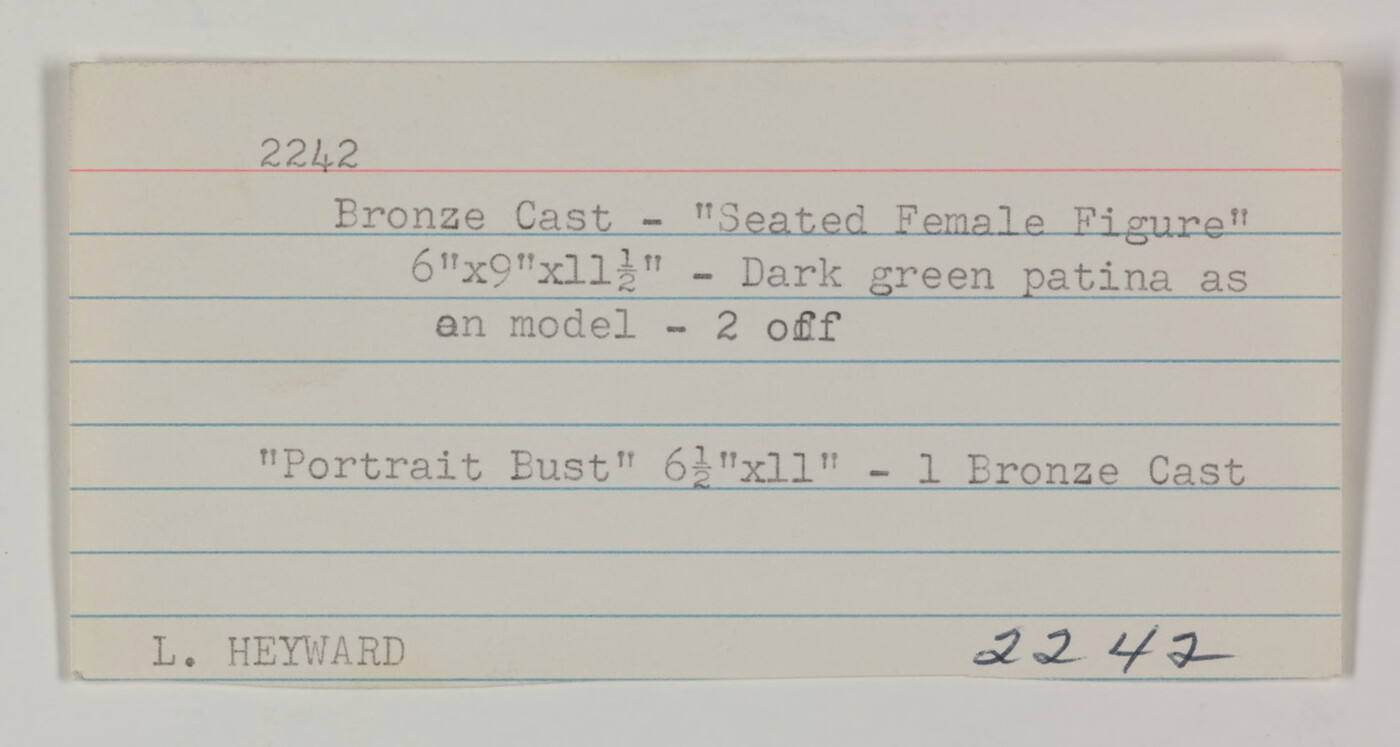 2242
Bronze Cast - "Seated Female Figure"
6"x9"x11½" - Dark green patina as
on model - 2 off
"Portrait Bust" 6½"x11" - 1 Bronze Cast
L. HEYWARD
2242